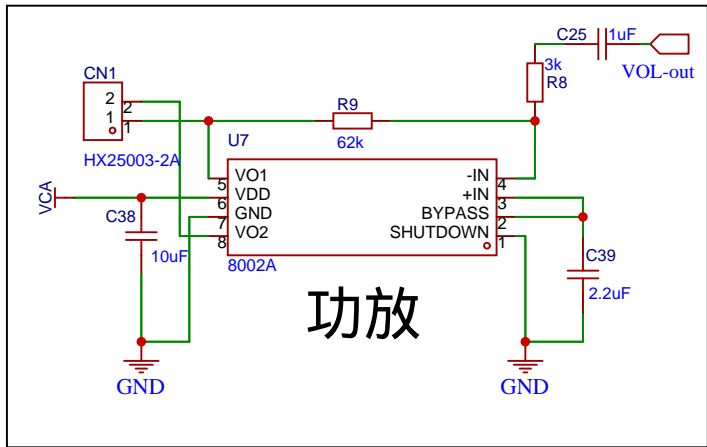 C25
1uF
VOL-out
3k
R8
CN1
2
2
1
1
HX25003-2A
R9
62k
U7
VO1
5
VDD
6
GND
7
VO2
8
-IN
4
+IN
3
BYPASS
2
SHUTDOWN
1
8002A
VCA
C38
10uF
C39
2.2uF
功放
GND
GND